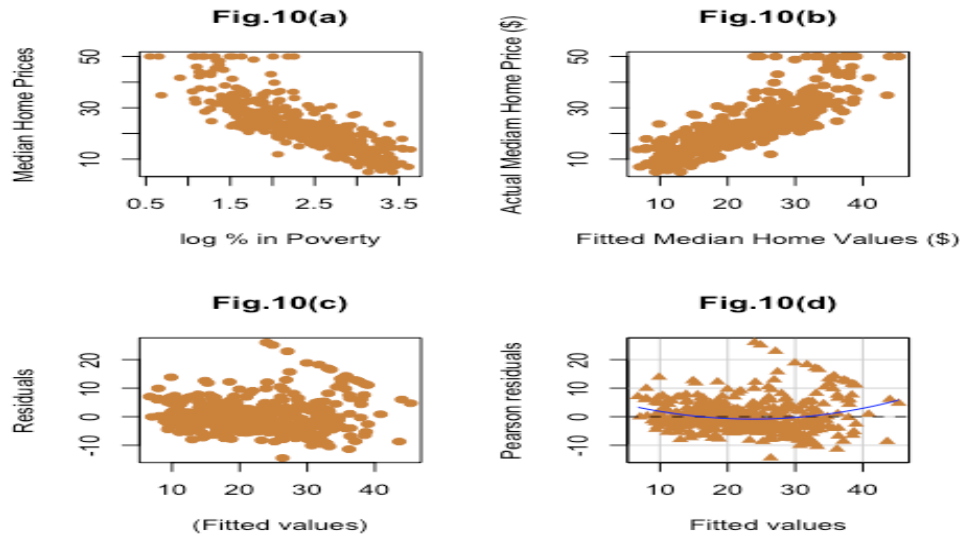 Fig.10(a)
Median Home Prices
50
30
10
0.5 1.5 2.5 3.5
log % in Poverty
Fig.10(b)
Actual Mediam Home Price ($)
50
30
10
10 20 30 40
Fitted Median Home Values ($)
Fig.10(c)
Residuals
20
10
0
-10
10 20 30 40
(Fitted values)
Fig.10(d)
Pearson residuals
20
10
0
-10
10 20 30 40
Fitted values